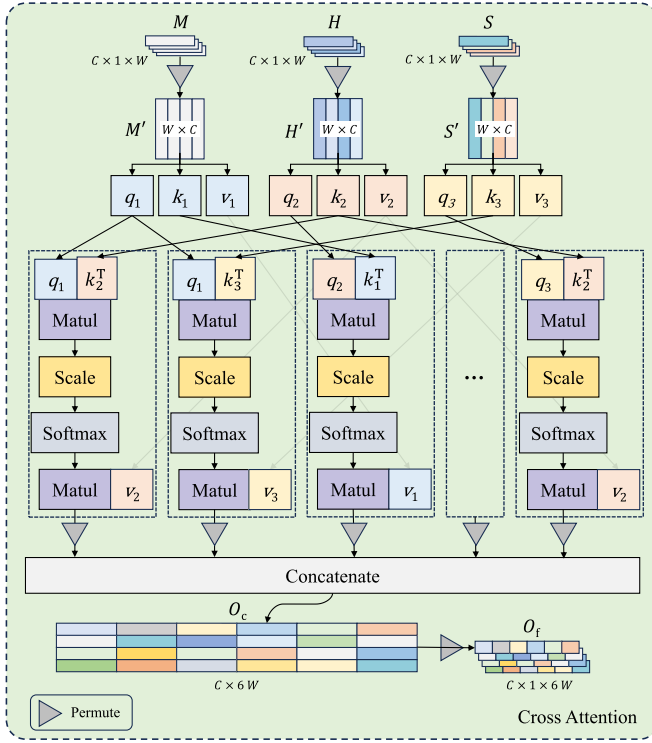 M H S
C × 1 × W C × 1 × W C × 1 × W
M′ W × C H′ W × C S′ W × C
q₁ k₁ v₁ q₂ k₂ v₂ q₃ k₃ v₃
q₁ k₂ᵀ q₁ k₃ᵀ q₂ k₁ᵀ q₃ k₂ᵀ
Matul Matul Matul Matul
Scale Scale Scale ... Scale
Softmax Softmax Softmax Softmax
Matul v₂ Matul v₃ Matul v₁ Matul v₂
Concatenate
O_c O_f
C × 6 W C × 1 × 6 W
Permute
Cross Attention